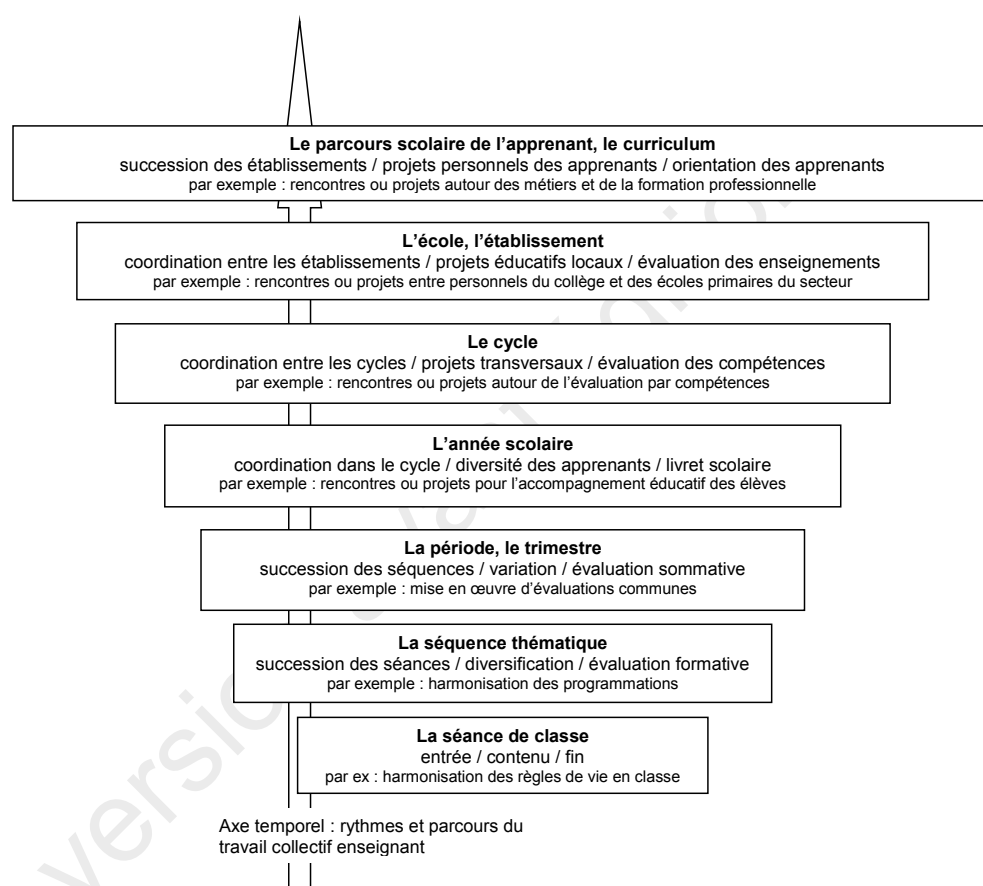 Le parcours scolaire de l'apprenant, le curriculum
succession des établissements / projets personnels des apprenants / orientation des apprenants
par exemple : rencontres ou projets autour des métiers et de la formation professionnelle
L'école, l'établissement
coordination entre les établissements / projets éducatifs locaux / évaluation des enseignements
par exemple : rencontres ou projets entre personnels du collège et des écoles primaires du secteur
Le cycle
coordination entre les cycles / projets transversaux / évaluation des compétences
par exemple : rencontres ou projets autour de l'évaluation par compétences
L'année scolaire
coordination dans le cycle / diversité des apprenants / livret scolaire
par exemple : rencontres ou projets pour l'accompagnement éducatif des élèves
La période, le trimestre
succession des séquences / variation / évaluation sommative
par exemple : mise en œuvre d'évaluations communes
La séquence thématique
succession des séances / diversification / évaluation formative
par exemple : harmonisation des programmations
La séance de classe
entrée / contenu / fin
par ex : harmonisation des règles de vie en classe
Axe temporel : rythmes et parcours du
travail collectif enseignant